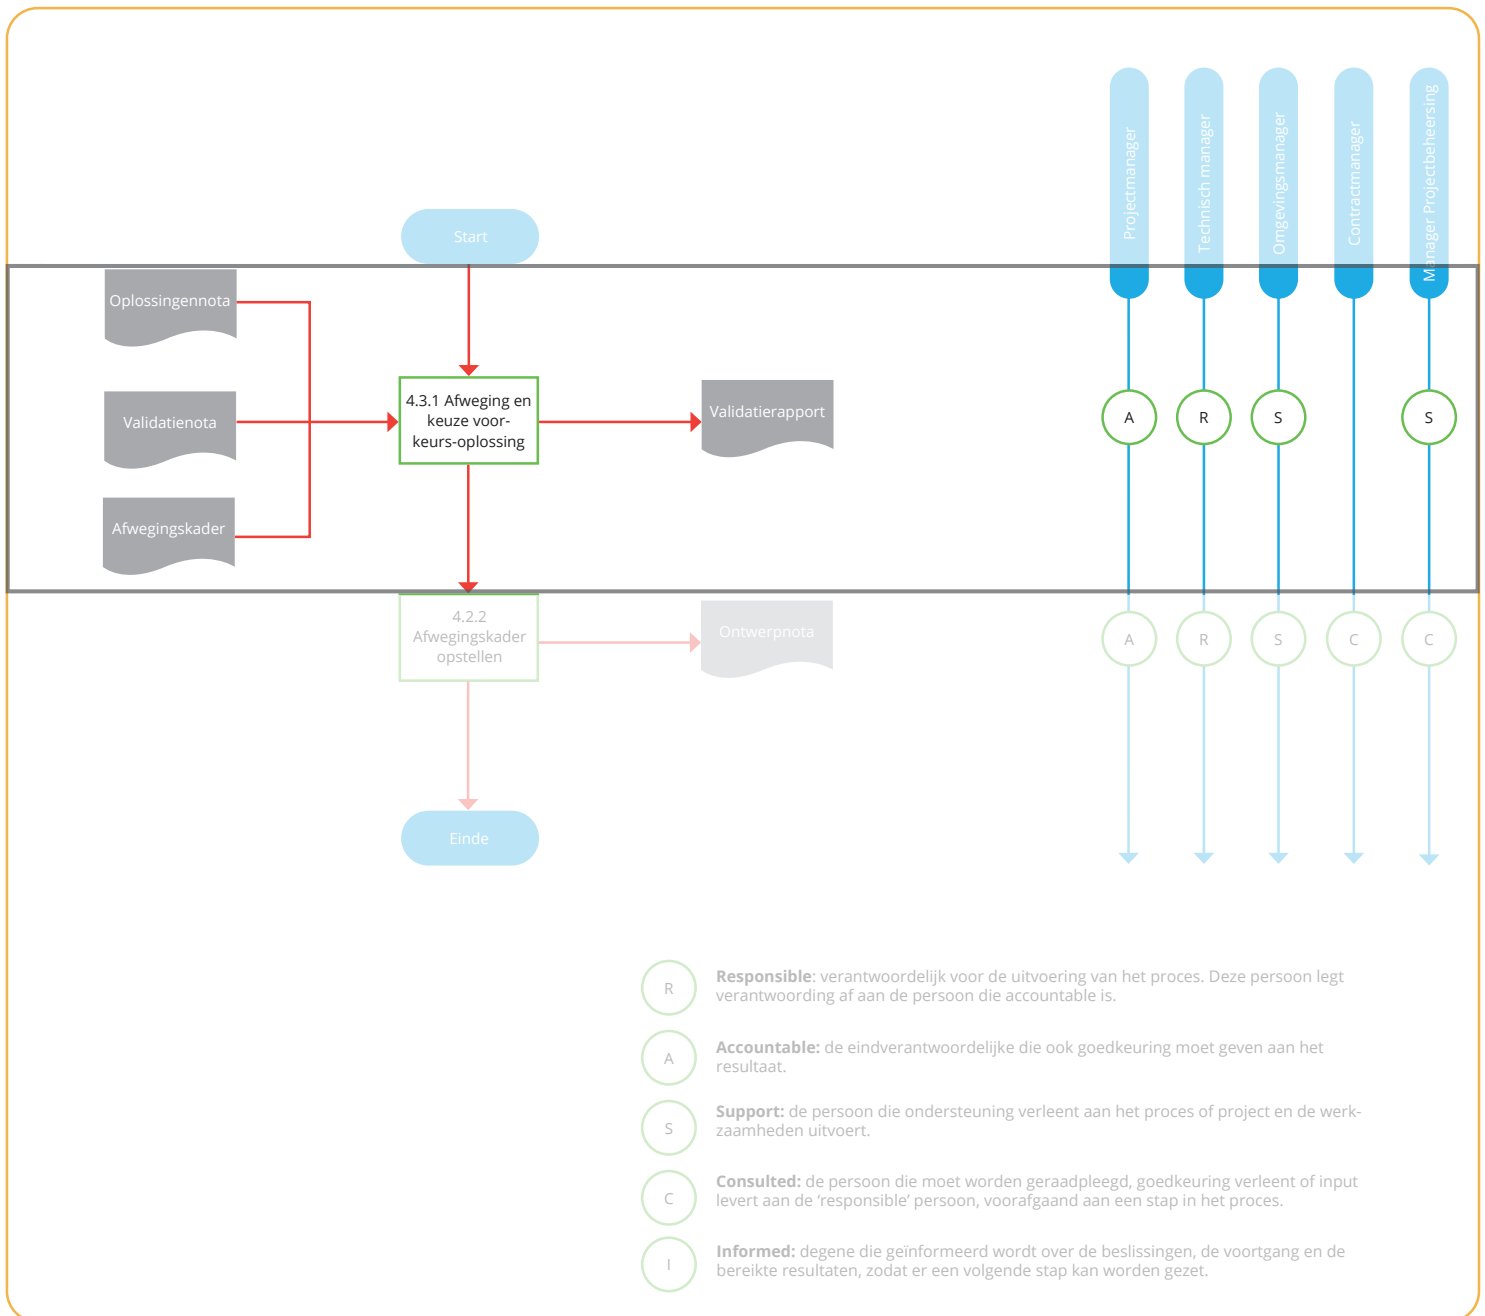 Projectmanager
Technisch manager
Omgevingsmanager
Contractmanager
Manager Projectbeheersing
Start
Oplossingennota
Validatienota
Afwegingskader
4.3.1 Afweging en
keuze voor-
keurs-oplossing
Validatierapport
A
R
S
S
4.2.2
Afwegingskader
opstellen
Ontwerpnota
A
R
S
C
C
Einde
R
Responsible: verantwoordelijk voor de uitvoering van het proces. Deze persoon legt
verantwoording af aan de persoon die accountable is.
A
Accountable: de eindverantwoordelijke die ook goedkeuring moet geven aan het
resultaat.
S
Support: de persoon die ondersteuning verleent aan het proces of project en de werk-
zaamheden uitvoert.
C
Consulted: de persoon die moet worden geraadpleegd, goedkeuring verleent of input
levert aan de ‘responsible’ persoon, voorafgaand aan een stap in het proces.
I
Informed: degene die geïnformeerd wordt over de beslissingen, de voortgang en de
bereikte resultaten, zodat er een volgende stap kan worden gezet.